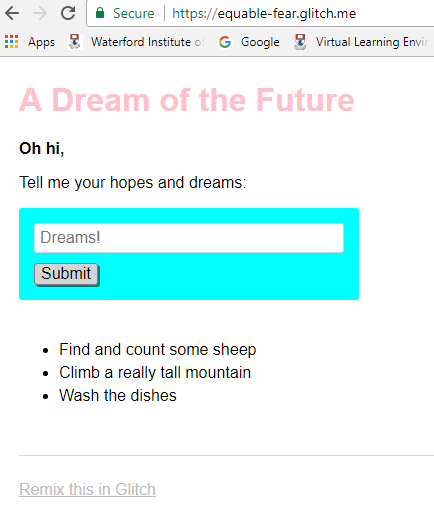 Secure https://equable-fear.glitch.me
Apps Waterford Institute of Google Virtual Learning Envir
A Dream of the Future
Oh hi,
Tell me your hopes and dreams:
Dreams!
Submit
Find and count some sheep
Climb a really tall mountain
Wash the dishes
Remix this in Glitch